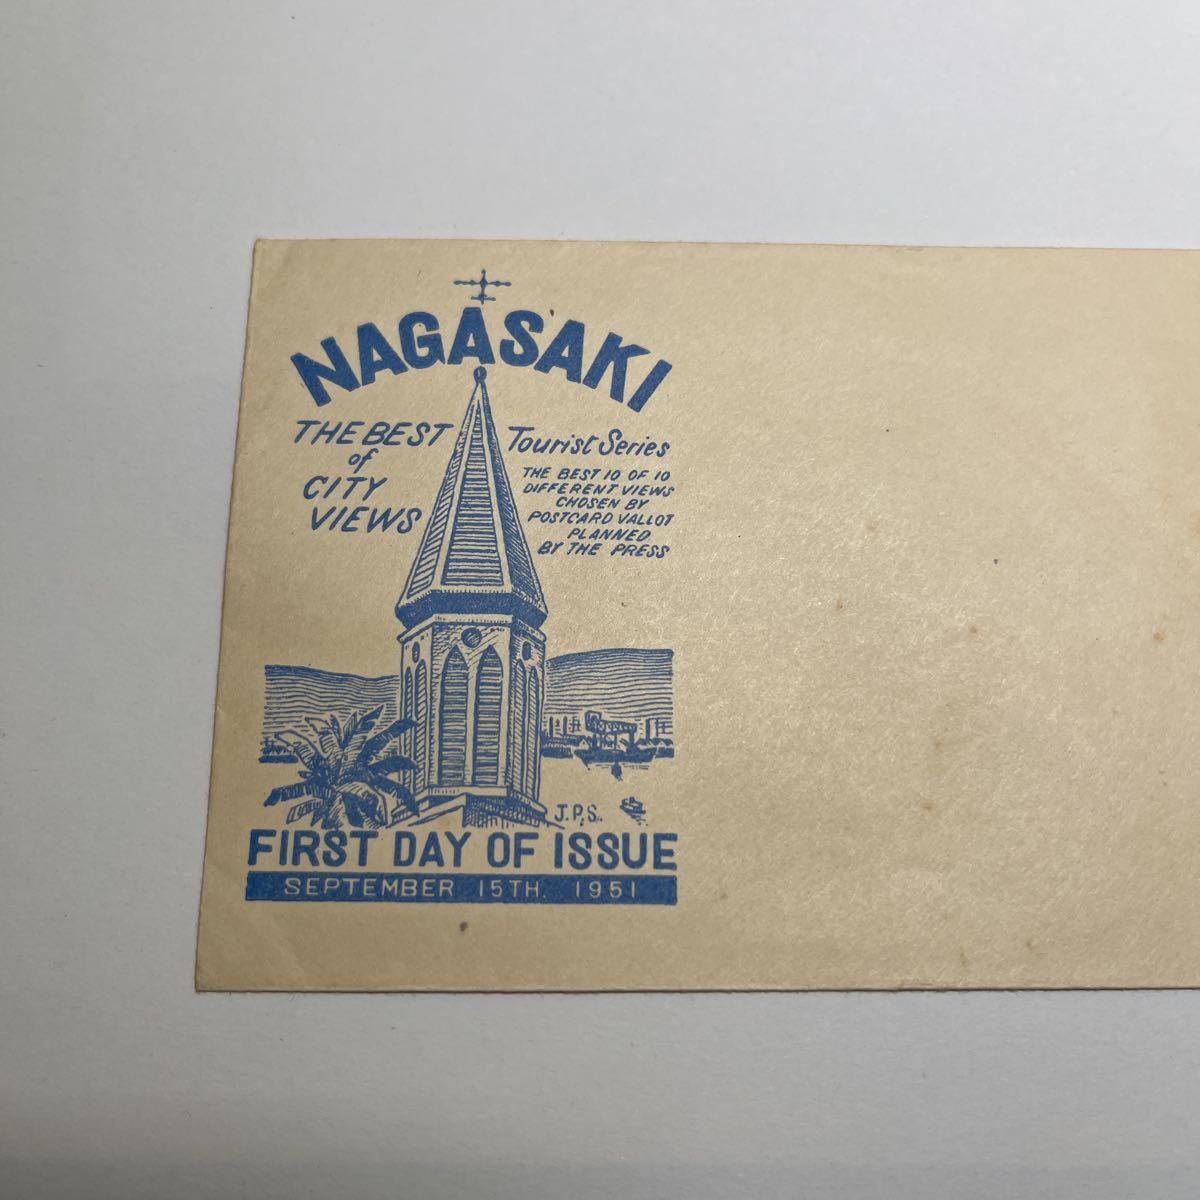 NAGASAKI
THE BEST
of
CITY
VIEWS
Tourist Series
THE BEST 10 OF 10
DIFFERENT VIEWS
CHOSEN BY
POSTCARD VALLOT
PLANNED
BY THE PRESS
J.P.S.
FIRST DAY OF ISSUE
SEPTEMBER 15TH. 1951